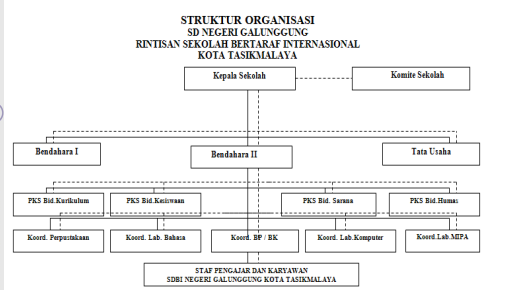 STRUKTUR ORGANISASI
SD NEGERI GALUNGGUNG
RINTISAN SEKOLAH BERTARAF INTERNASIONAL
KOTA TASIKMALAYA
Kepala Sekolah
Komite Sekolah
Bendahara I
Bendahara II
Tata Usaha
PKS Bid.Kurikulum
PKS Bid.Kesiswaan
PKS Bid. Sarana
PKS Bid.Humas
Koord. Perpustakaan
Koord. Lab. Bahasa
Koord. BP / BK
Koord. Lab.Komputer
Koord.Lab.MIPA
STAF PENGAJAR DAN KARYAWAN
SDBI NEGERI GALUNGGUNG KOTA TASIKMALAYA